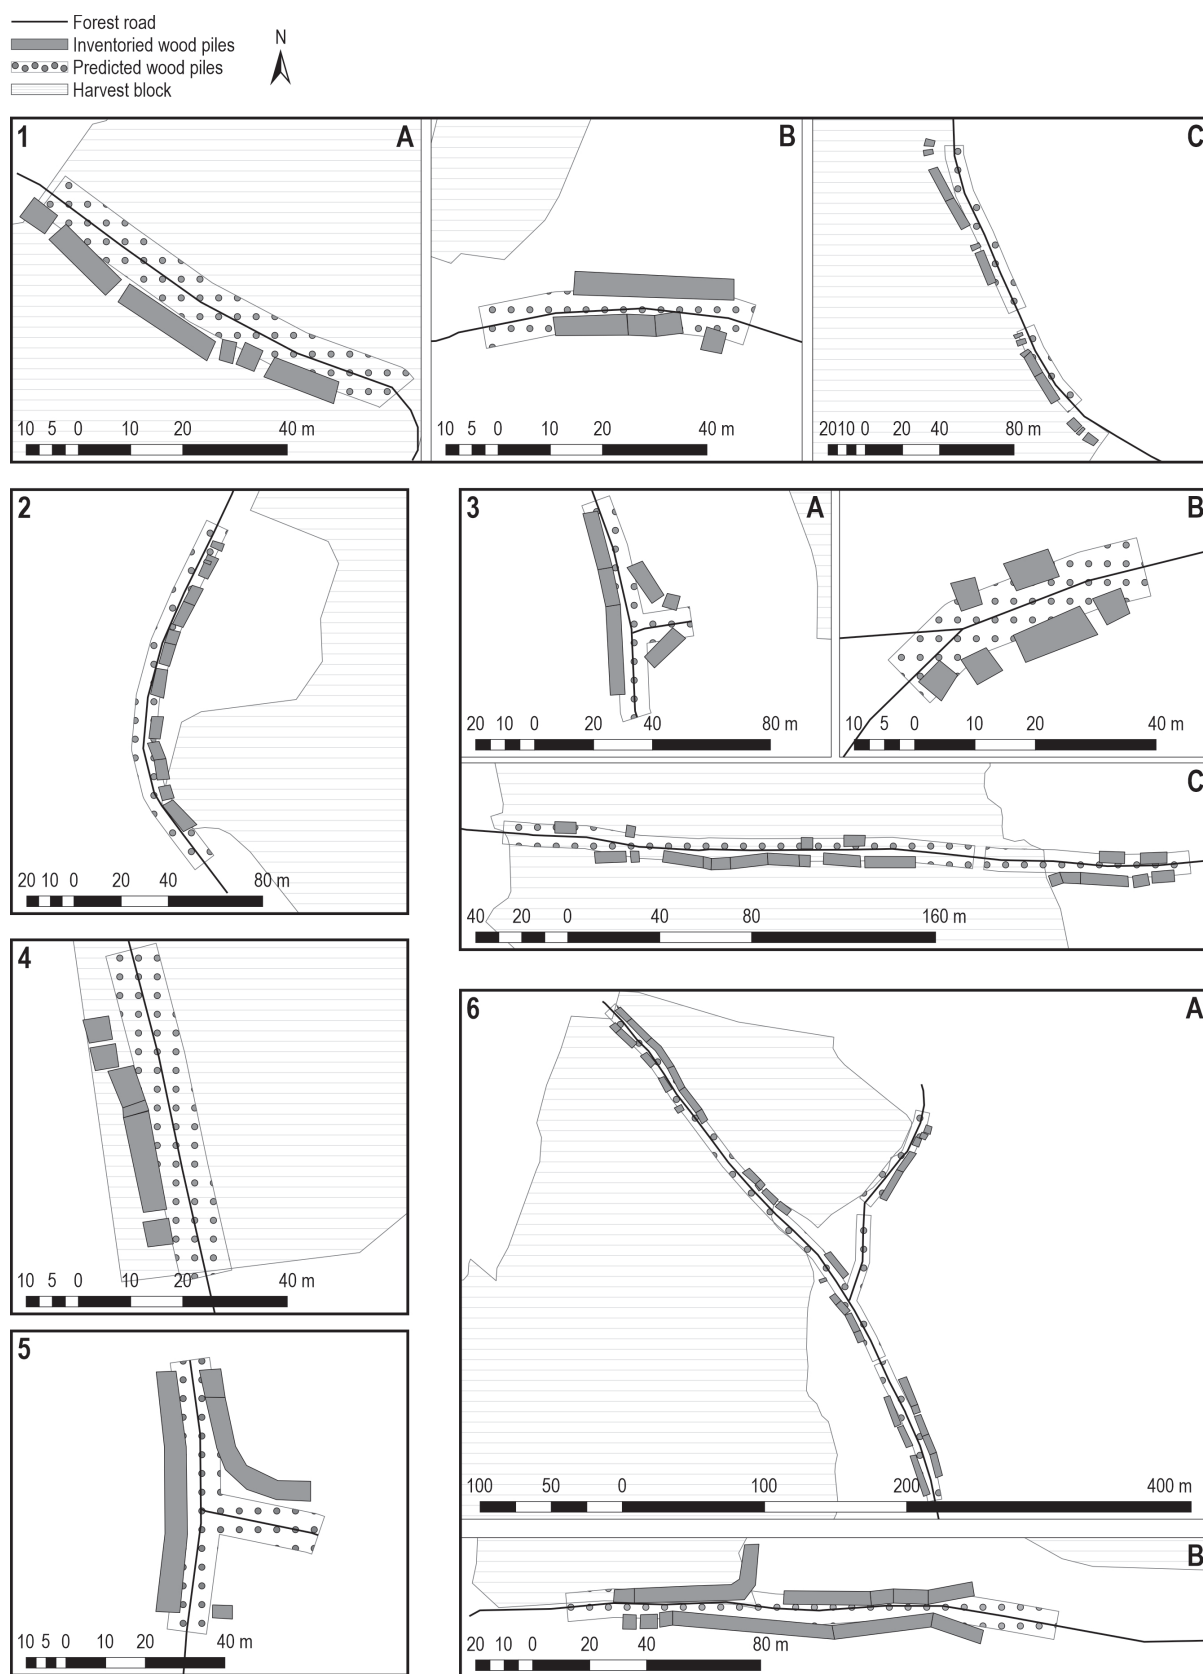 Forest road
Inventoried wood piles
Predicted wood piles
Harvest block
N
1 A B C
10 5 0 10 20 40 m
10 5 0 10 20 40 m
2010 0 20 40 80 m
2
20 10 0 20 40 80 m
3 A B
20 10 0 20 40 80 m
10 5 0 10 20 40 m
C
40 20 0 40 80 160 m
4
10 5 0 10 20 40 m
5
10 5 0 10 20 40 m
6 A
100 50 0 100 200 400 m
B
20 10 0 20 40 80 m